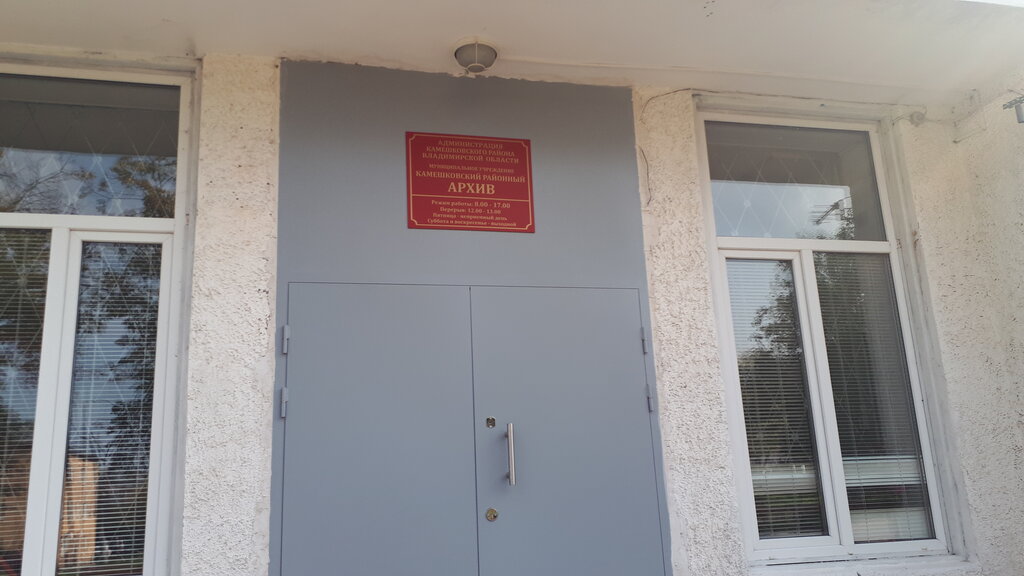 АДМИНИСТРАЦИЯ
КАМЕШКОВСКОГО РАЙОНА
ВЛАДИМИРСКОЙ ОБЛАСТИ
МУНИЦИПАЛЬНОЕ УЧРЕЖДЕНИЕ
КАМЕШКОВСКИЙ РАЙОННЫЙ
АРХИВ
Режим работы: 8.00 - 17.00
Перерыв: 12.00 - 13.00
Пятница - неприемный день
Суббота и воскресенье - выходной